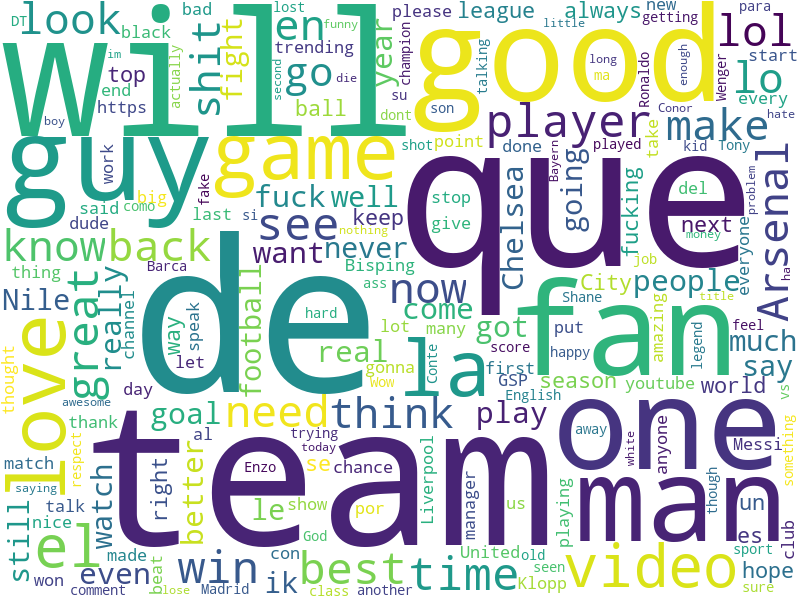 will
good
que
de
team
fan
one
man
guy
game
love
video
la
el
en
look
shit
fight
go
year
bad
black
DT
top
end
https
lost
funny
im
actually
second
die
trending
ball
dont
su
champion
please
league
always
new
getting
para
little
talking
long
ma
enough
Ronaldo
Wenger
lol
lo
start
every
Conor
hate
son
boy
player
make
shot
point
done
played
take
kid
Tony
work
fake
big
said
como
dude
last
si
fuck
well
keep
nothing
see
want
never
stop
give
Chelsea
going
Bayern
fucking
del
next
money
everyone
problem
Arsenal
ha
know
back
thing
Barca
Nile
great
really
channel
way
speak
let
football
hard
Bisping
ass
now
come
lot
many
got
City
job
people
Shane
put
amazing
legend
title
feel
much
say
vs
thought
awesome
day
real
gonna
Wow
Conte
score
first
GSP
happy
English
season
youtube
world
need
think
play
goal
thank
al
trying
today
better
right
se
chance
le
Enzo
God
show
por
Liverpool
manager
us
away
white
anyone
Messi
something
though
un
es
club
match
saying
respect
talk
watch
still
nice
made
won
even
beat
comment
win
close
Madrid
ik
con
class
another
best
time
United
old
Klopp
seen
playing
sport
hope
sure